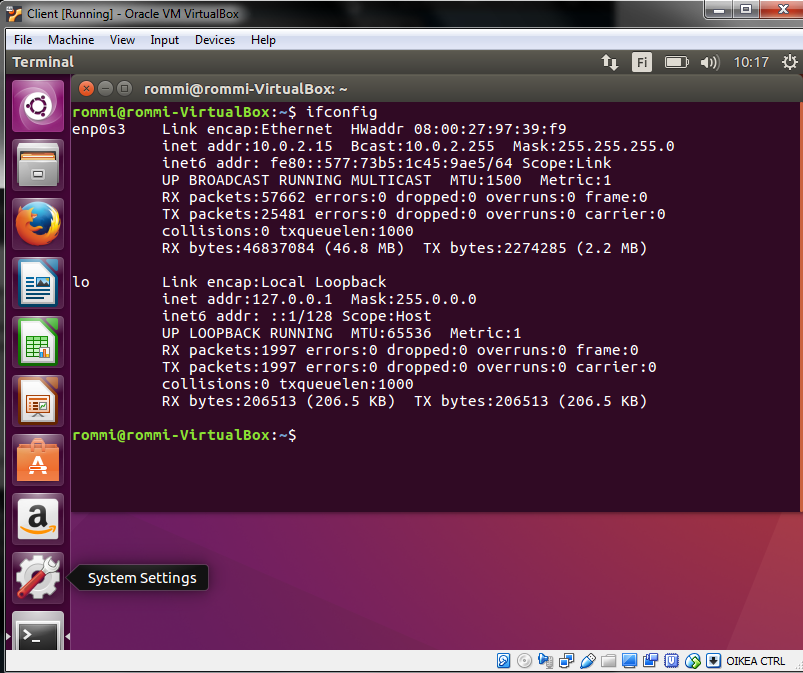 Client [Running] - Oracle VM VirtualBox
File Machine View Input Devices Help
Terminal Fi 10:17
rommi@rommi-VirtualBox: ~
rommi@rommi-VirtualBox:~$ ifconfig
enp0s3 Link encap:Ethernet HWaddr 08:00:27:97:39:f9
inet addr:10.0.2.15 Bcast:10.0.2.255 Mask:255.255.255.0
inet6 addr: fe80::577:73b5:1c45:9ae5/64 Scope:Link
UP BROADCAST RUNNING MULTICAST MTU:1500 Metric:1
RX packets:57662 errors:0 dropped:0 overruns:0 frame:0
TX packets:25481 errors:0 dropped:0 overruns:0 carrier:0
collisions:0 txqueuelen:1000
RX bytes:46837084 (46.8 MB) TX bytes:2274285 (2.2 MB)
lo Link encap:Local Loopback
inet addr:127.0.0.1 Mask:255.0.0.0
inet6 addr: ::1/128 Scope:Host
UP LOOPBACK RUNNING MTU:65536 Metric:1
RX packets:1997 errors:0 dropped:0 overruns:0 frame:0
TX packets:1997 errors:0 dropped:0 overruns:0 carrier:0
collisions:0 txqueuelen:1000
RX bytes:206513 (206.5 KB) TX bytes:206513 (206.5 KB)
rommi@rommi-VirtualBox:~$
System Settings
OIKEA CTRL